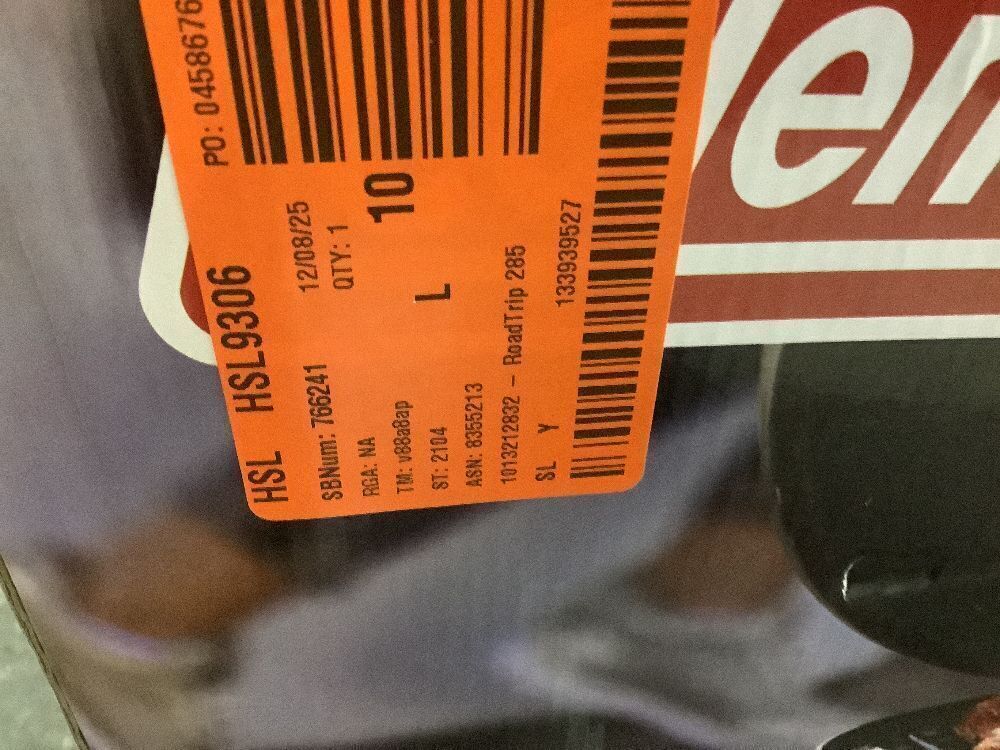 HSL HSL9306 PO: 0458676
SBNum: 766241 12/08/25
RGA: NA QTY: 1
TM: v88a8ap 10
ST: 2104 L
ASN: 8355213
1013212832 - RoadTrip 285
SL Y 133939527